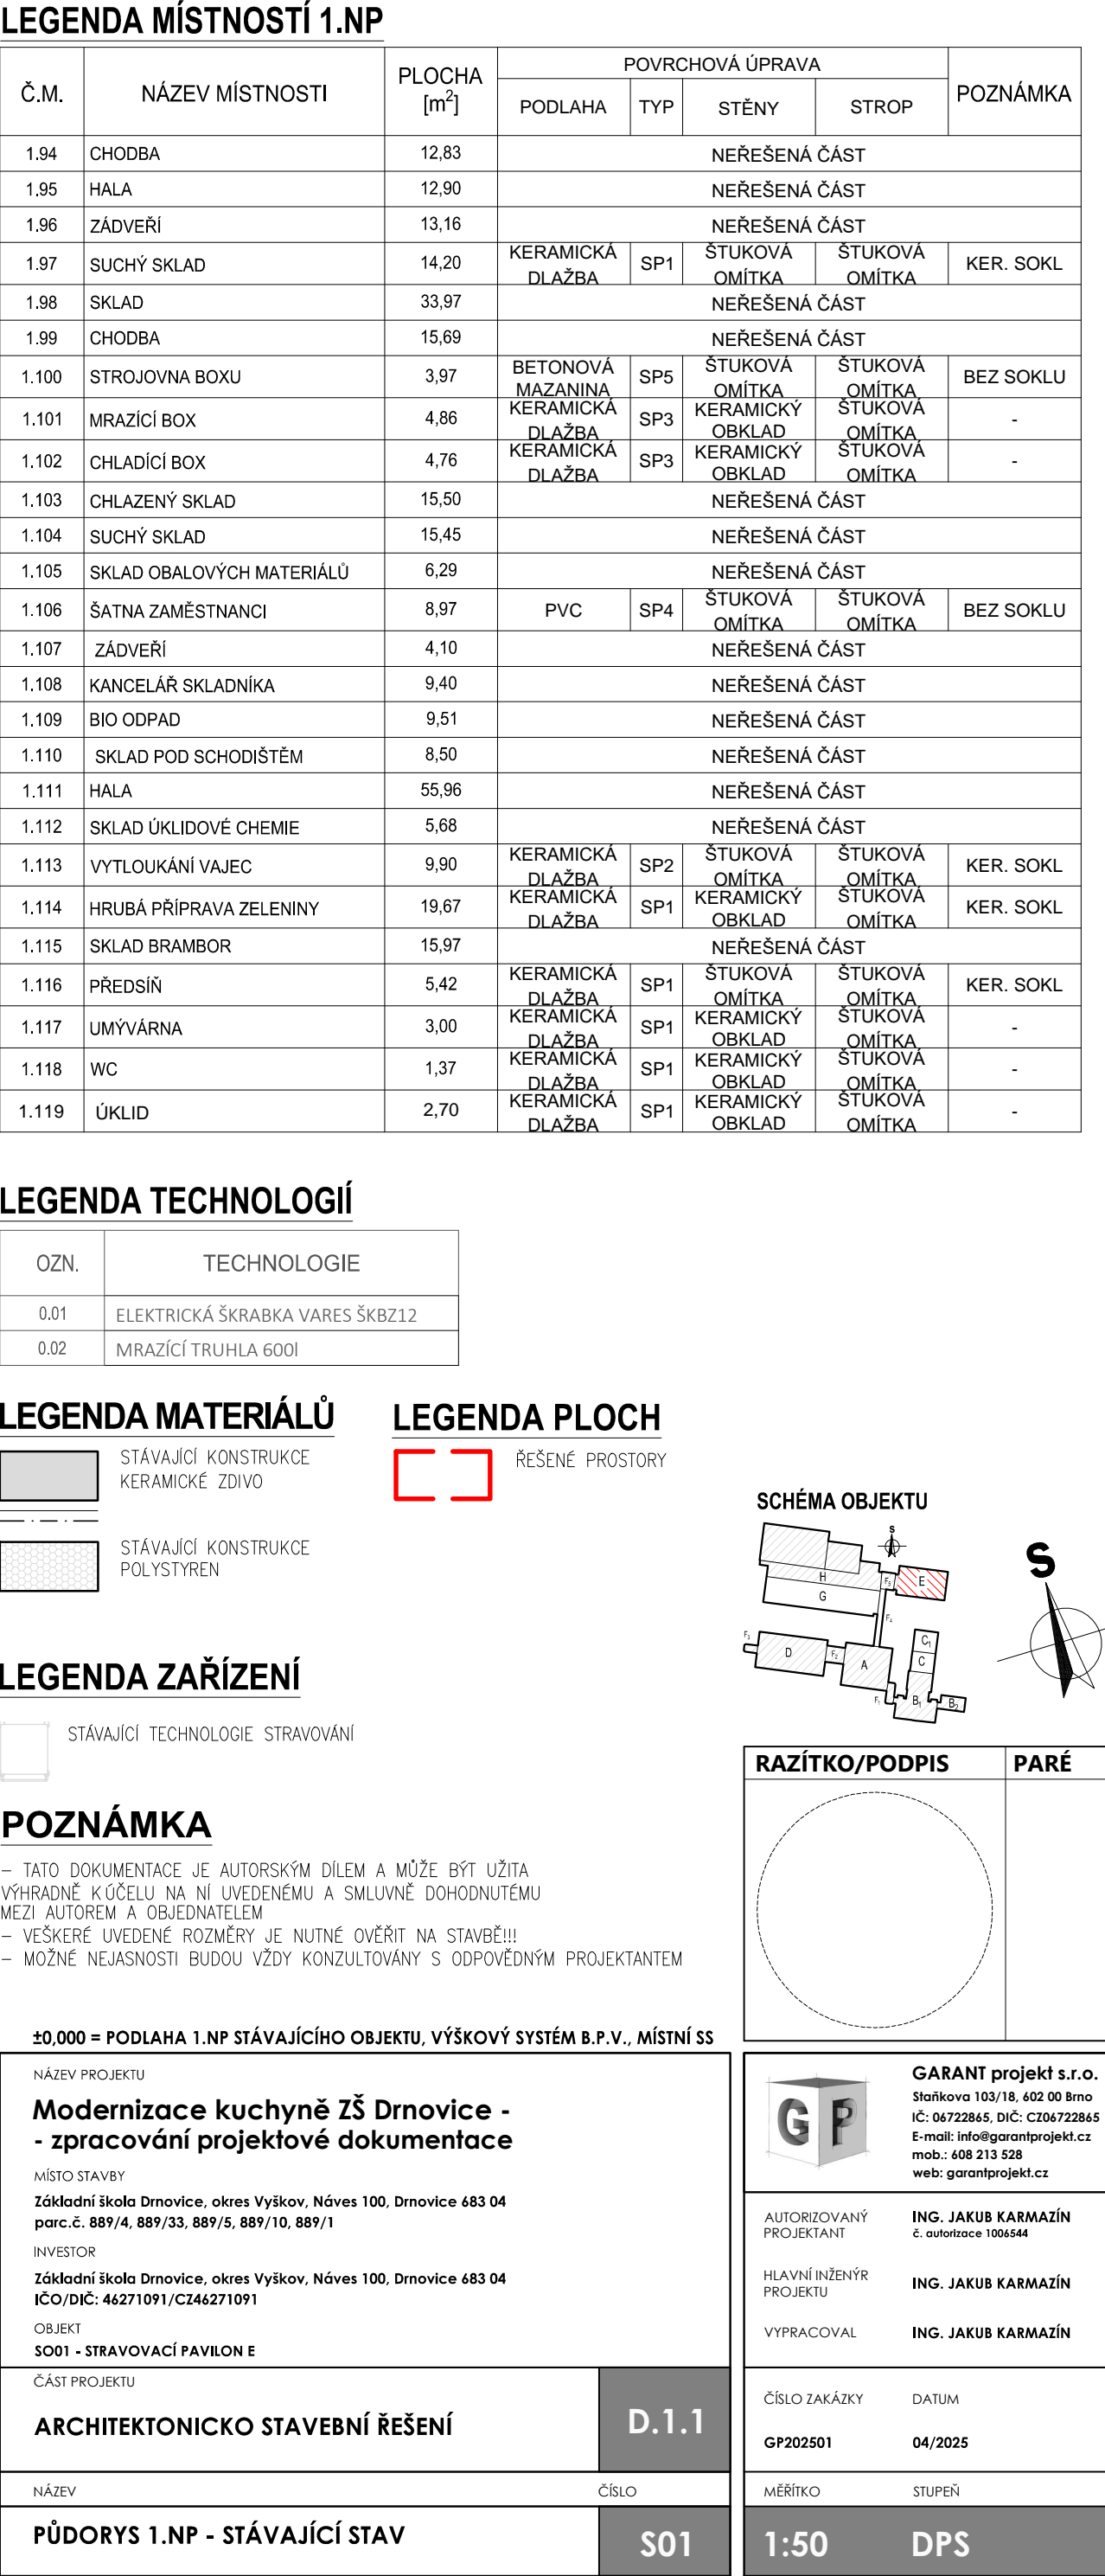 LEGENDA MÍSTNOSTÍ 1.NP
Č.M. NÁZEV MÍSTNOSTI PLOCHA [m²] POVRCHOVÁ ÚPRAVA POZNÁMKA
PODLAHA TYP STĚNY STROP
1.94 CHODBA 12,83 NEŘEŠENÁ ČÁST
1.95 HALA 12,90 NEŘEŠENÁ ČÁST
1.96 ZÁDVEŘÍ 13,16 NEŘEŠENÁ ČÁST
1.97 SUCHÝ SKLAD 14,20 KERAMICKÁ DLAŽBA SP1 ŠTUKOVÁ OMÍTKA ŠTUKOVÁ OMÍTKA KER. SOKL
1.98 SKLAD 33,97 NEŘEŠENÁ ČÁST
1.99 CHODBA 15,69 NEŘEŠENÁ ČÁST
1.100 STROJOVNA BOXU 3,97 BETONOVÁ MAZANINA SP5 ŠTUKOVÁ OMÍTKA ŠTUKOVÁ OMÍTKA BEZ SOKLU
1.101 MRAZÍCÍ BOX 4,86 KERAMICKÁ DLAŽBA SP3 KERAMICKÝ OBKLAD ŠTUKOVÁ OMÍTKA -
1.102 CHLADÍCÍ BOX 4,76 KERAMICKÁ DLAŽBA SP3 KERAMICKÝ OBKLAD ŠTUKOVÁ OMÍTKA -
1.103 CHLAZENÝ SKLAD 15,50 NEŘEŠENÁ ČÁST
1.104 SUCHÝ SKLAD 15,45 NEŘEŠENÁ ČÁST
1.105 SKLAD OBALOVÝCH MATERIÁLŮ 6,29 NEŘEŠENÁ ČÁST
1.106 ŠATNA ZAMĚSTNANCI 8,97 PVC SP4 ŠTUKOVÁ OMÍTKA ŠTUKOVÁ OMÍTKA BEZ SOKLU
1.107 ZÁDVEŘÍ 4,10 NEŘEŠENÁ ČÁST
1.108 KANCELÁŘ SKLADNÍKA 9,40 NEŘEŠENÁ ČÁST
1.109 BIO ODPAD 9,51 NEŘEŠENÁ ČÁST
1.110 SKLAD POD SCHODIŠTĚM 8,50 NEŘEŠENÁ ČÁST
1.111 HALA 55,96 NEŘEŠENÁ ČÁST
1.112 SKLAD ÚKLIDOVÉ CHEMIE 5,68 NEŘEŠENÁ ČÁST
1.113 VYTLOUKÁNÍ VAJEC 9,90 KERAMICKÁ DLAŽBA SP2 ŠTUKOVÁ OMÍTKA ŠTUKOVÁ OMÍTKA KER. SOKL
1.114 HRUBÁ PŘÍPRAVA ZELENINY 19,67 KERAMICKÁ DLAŽBA SP1 KERAMICKÝ OBKLAD ŠTUKOVÁ OMÍTKA KER. SOKL
1.115 SKLAD BRAMBOR 15,97 NEŘEŠENÁ ČÁST
1.116 PŘEDSÍŇ 5,42 KERAMICKÁ DLAŽBA SP1 ŠTUKOVÁ OMÍTKA ŠTUKOVÁ OMÍTKA KER. SOKL
1.117 UMÝVÁRNA 3,00 KERAMICKÁ DLAŽBA SP1 KERAMICKÝ OBKLAD ŠTUKOVÁ OMÍTKA -
1.118 WC 1,37 KERAMICKÁ DLAŽBA SP1 KERAMICKÝ OBKLAD ŠTUKOVÁ OMÍTKA -
1.119 ÚKLID 2,70 KERAMICKÁ DLAŽBA SP1 KERAMICKÝ OBKLAD ŠTUKOVÁ OMÍTKA -
LEGENDA TECHNOLOGIÍ
OZN. TECHNOLOGIE
0.01 ELEKTRICKÁ ŠKRABKA VARES ŠKBZ12
0.02 MRAZÍCÍ TRUHLA 600l
LEGENDA MATERIÁLŮ
STÁVAJÍCÍ KONSTRUKCE
KERAMICKÉ ZDIVO
STÁVAJÍCÍ KONSTRUKCE
POLYSTYREN
LEGENDA PLOCH
ŘEŠENÉ PROSTORY
SCHÉMA OBJEKTU
S
H
G
F5
E
F4
F3
D
F2
A
C1
C
F1
B1
B2
S
LEGENDA ZAŘÍZENÍ
STÁVAJÍCÍ TECHNOLOGIE STRAVOVÁNÍ
RAZÍTKO/PODPIS PARÉ
POZNÁMKA
– TATO DOKUMENTACE JE AUTORSKÝM DÍLEM A MŮŽE BÝT UŽITA
VÝHRADNĚ K ÚČELU NA NÍ UVEDENÉMU A SMLUVNĚ DOHODNUTÉMU
MEZI AUTOREM A OBJEDNATELEM
– VEŠKERÉ UVEDENÉ ROZMĚRY JE NUTNÉ OVĚŘIT NA STAVBĚ!!!
– MOŽNÉ NEJASNOSTI BUDOU VŽDY KONZULTOVÁNY S ODPOVĚDNÝM PROJEKTANTEM
±0,000 = PODLAHA 1.NP STÁVAJÍCÍHO OBJEKTU, VÝŠKOVÝ SYSTÉM B.P.V., MÍSTNÍ SS
NÁZEV PROJEKTU
Modernizace kuchyně ZŠ Drnovice -
- zpracování projektové dokumentace
MÍSTO STAVBY
Základní škola Drnovice, okres Vyškov, Náves 100, Drnovice 683 04
parc.č. 889/4, 889/33, 889/5, 889/10, 889/1
INVESTOR
Základní škola Drnovice, okres Vyškov, Náves 100, Drnovice 683 04
IČO/DIČ: 46271091/CZ46271091
OBJEKT
SO01 - STRAVOVACÍ PAVILON E
ČÁST PROJEKTU
ARCHITEKTONICKO STAVEBNÍ ŘEŠENÍ
D.1.1
NÁZEV ČÍSLO
PŮDORYS 1.NP - STÁVAJÍCÍ STAV
S01
GP
GARANT projekt s.r.o.
Staňkova 103/18, 602 00 Brno
IČ: 06722865, DIČ: CZ06722865
E-mail: info@garantprojekt.cz
mob.: 608 213 528
web: garantprojekt.cz
AUTORIZOVANÝ PROJEKTANT
ING. JAKUB KARMAZÍN
č. autorizace 1006544
HLAVNÍ INŽENÝR PROJEKTU
ING. JAKUB KARMAZÍN
VYPRACOVAL ING. JAKUB KARMAZÍN
ČÍSLO ZAKÁZKY DATUM
GP202501 04/2025
MĚŘÍTKO STUPEŇ
1:50 DPS